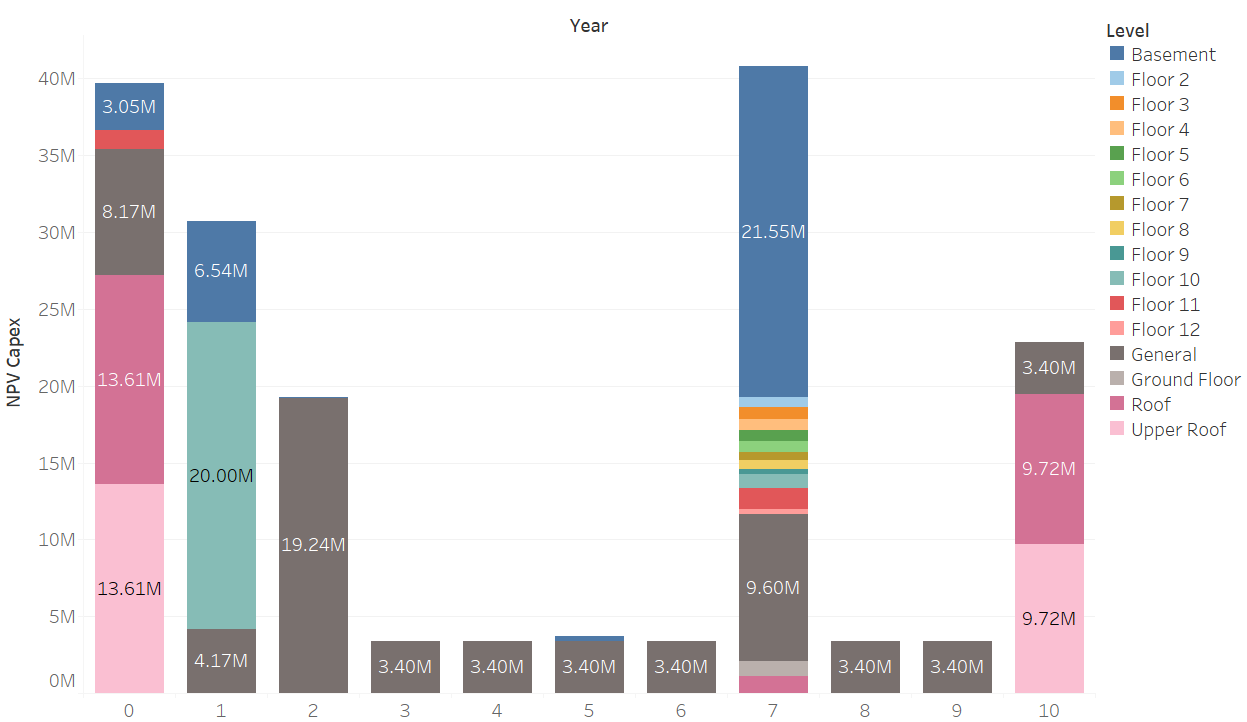 Year
NPV Capex
40M
35M
30M
25M
20M
15M
10M
5M
0M
3.05M
8.17M
13.61M
13.61M
6.54M
20.00M
4.17M
19.24M
3.40M
3.40M
3.40M
3.40M
21.55M
9.60M
3.40M
3.40M
3.40M
9.72M
9.72M
0 1 2 3 4 5 6 7 8 9 10
Level
Basement
Floor 2
Floor 3
Floor 4
Floor 5
Floor 6
Floor 7
Floor 8
Floor 9
Floor 10
Floor 11
Floor 12
General
Ground Floor
Roof
Upper Roof